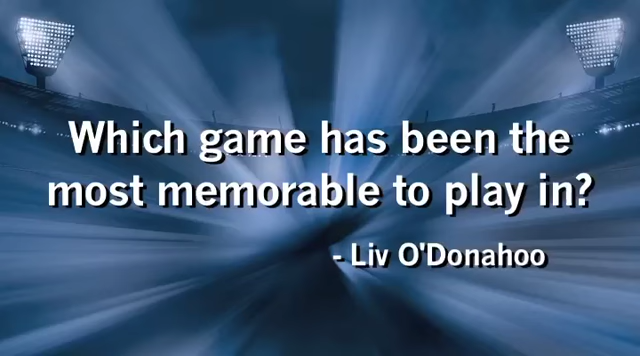 Which game has been the
most memorable to play in?
- Liv O'Donahoo